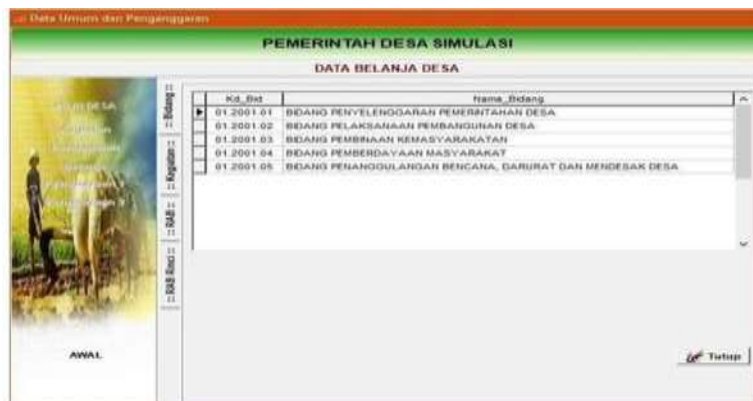 Data Umum dan Penganggaran
PEMERINTAH DESA SIMULASI
DATA BELANJA DESA
:: Bidang ::
:: Kegiatan ::
:: RAB ::
:: RAB Rinci ::
Kd_Bid Nama_Bidang
01.2001.01 BIDANG PENYELENGGARAN PEMERINTAHAN DESA
01.2001.02 BIDANG PELAKSANAAN PEMBANGUNAN DESA
01.2001.03 BIDANG PEMBINAAN KEMASYARAKATAN
01.2001.04 BIDANG PEMBERDAYAAN MASYARAKAT
01.2001.05 BIDANG PENANGGULANGAN BENCANA, DARURAT DAN MENDESAK DESA
DESA
AWAL
Tutup